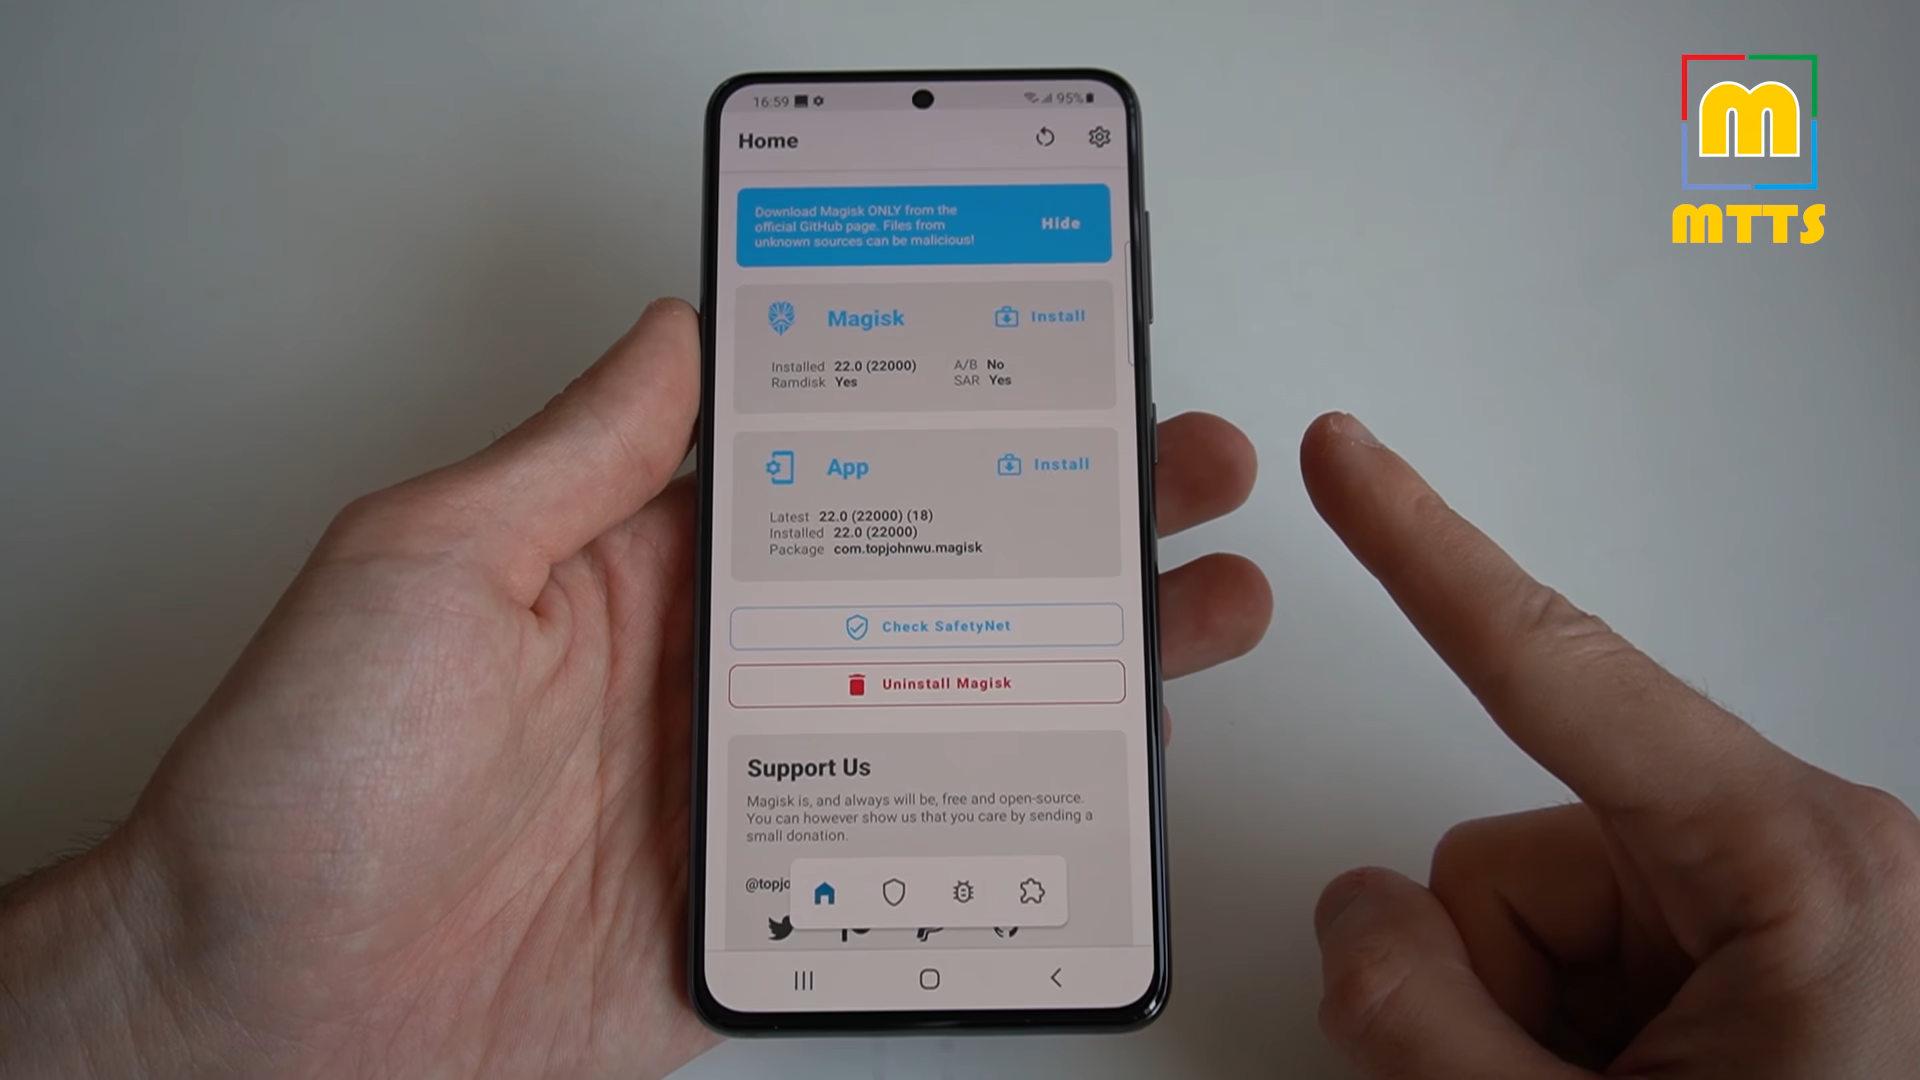 16:59
95%
Home
Download Magisk ONLY from the
official GitHub page. Files from
unknown sources can be malicious!
Hide
Magisk
Install
Installed 22.0 (22000)
A/B No
Ramdisk Yes
SAR Yes
App
Install
Latest 22.0 (22000) (18)
Installed 22.0 (22000)
Package com.topjohnwu.magisk
Check SafetyNet
Uninstall Magisk
Support Us
Magisk is, and always will be, free and open-source.
You can however show us that you care by sending a
small donation.
@topjo
m
MTTS